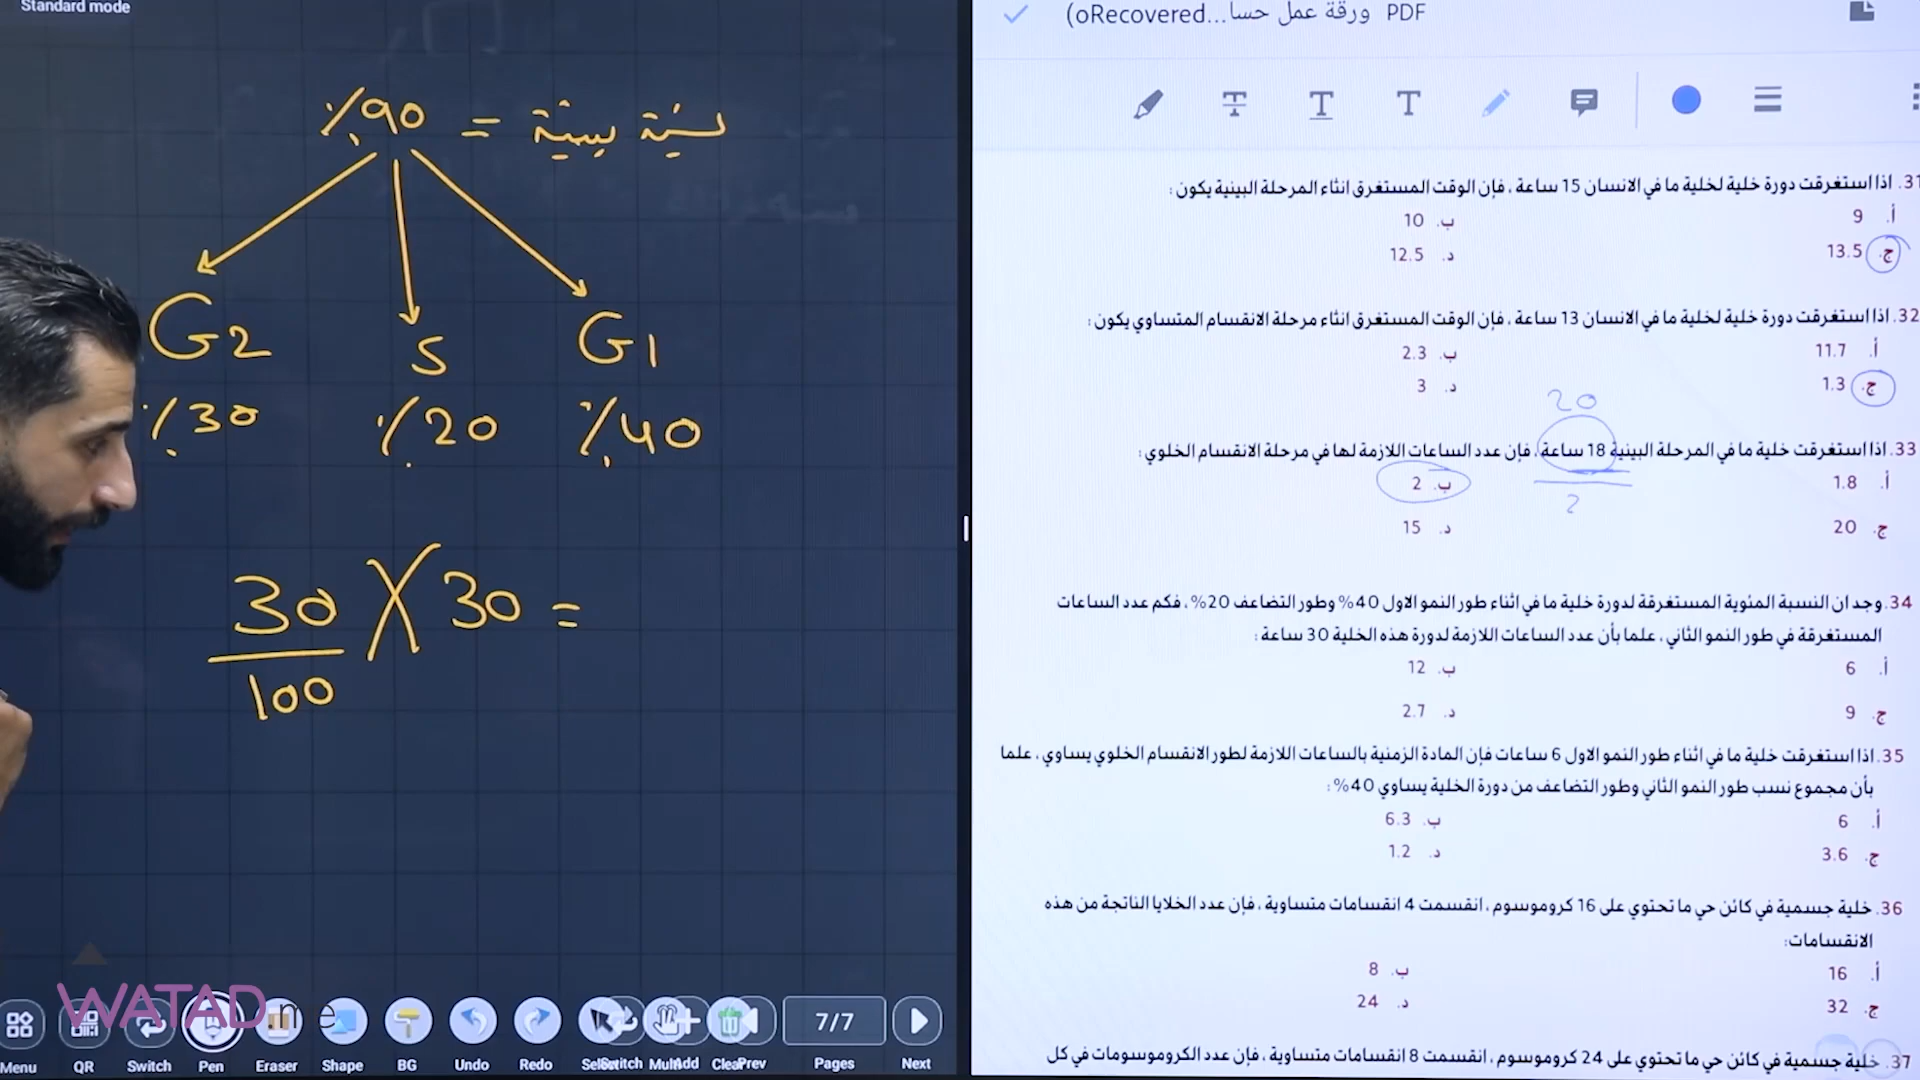 Standard mode
نسبة بينية = 90٪
G2 S G1
30٪ 20٪ 40٪
30 × 30 =
100
WATAD.me
Menu QR Switch Pen Eraser Shape BG Undo Redo Select Switch Multi Add Clear Prev Pages Next
7/7
(oRecovered...ورقة عمل حسا PDF
31. اذا استغرقت دورة خلية لخلية ما في الانسان 15 ساعة ، فإن الوقت المستغرق انثاء المرحلة البينية يكون :
أ. 9 ب. 10
ج. 13.5 د. 12.5
32. اذا استغرقت دورة خلية لخلية ما في الانسان 13 ساعة ، فإن الوقت المستغرق انثاء مرحلة الانقسام المتساوي يكون :
أ. 11.7 ب. 2.3
ج. 1.3 د. 3
20
33. اذا استغرقت خلية ما في المرحلة البينية 18 ساعة ، فإن عدد الساعات اللازمة لها في مرحلة الانقسام الخلوي :
أ. 1.8 ب. 2
2
ج. 20 د. 15
34. وجد ان النسبة المئوية المستغرقة لدورة خلية ما في اثناء طور النمو الاول 40% وطور التضاعف 20% ، فكم عدد الساعات
المستغرقة في طور النمو الثاني ، علما بأن عدد الساعات اللازمة لدورة هذه الخلية 30 ساعة :
أ. 6 ب. 12
ج. 9 د. 2.7
35. اذا استغرقت خلية ما في اثناء طور النمو الاول 6 ساعات فإن المادة الزمنية بالساعات اللازمة لطور الانقسام الخلوي يساوي ، علما
بأن مجموع نسب طور النمو الثاني وطور التضاعف من دورة الخلية يساوي 40% :
أ. 6 ب. 6.3
ج. 3.6 د. 1.2
36. خلية جسمية في كائن حي ما تحتوي على 16 كروموسوم ، انقسمت 4 انقسامات متساوية ، فإن عدد الخلايا الناتجة من هذه
الانقسامات:
أ. 16 ب. 8
ج. 32 د. 24
37. خلية جسمية في كائن حي ما تحتوي على 24 كروموسوم ، انقسمت 8 انقسامات متساوية ، فإن عدد الكروموسومات في كل